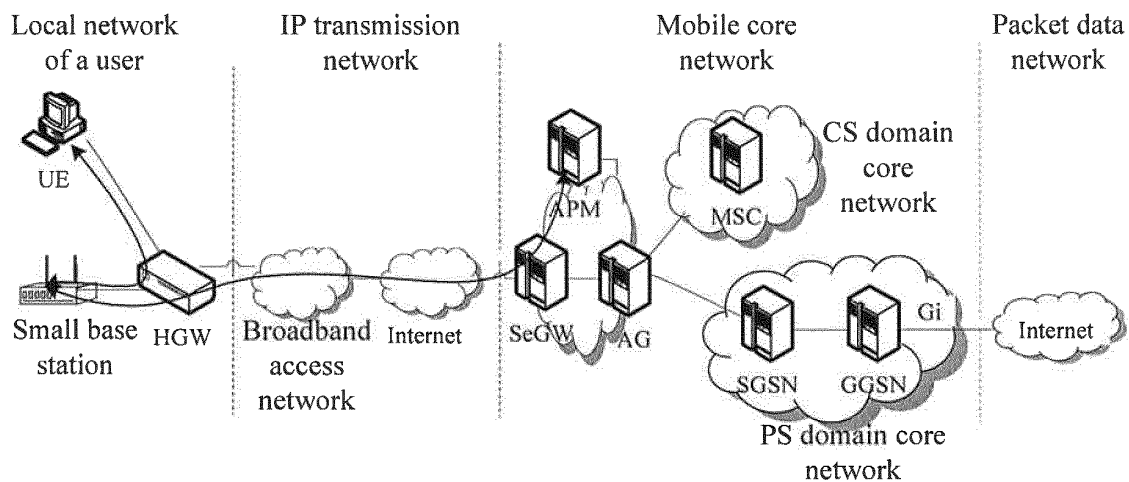 Local network
of a user
IP transmission
network
Mobile core
network
Packet data
network
UE
APM
MSC
CS domain
core
network
Small base
station
HGW
Broadband
access
network
Internet
SeGW
AG
SGSN
GGSN
Gi
Internet
PS domain core
network